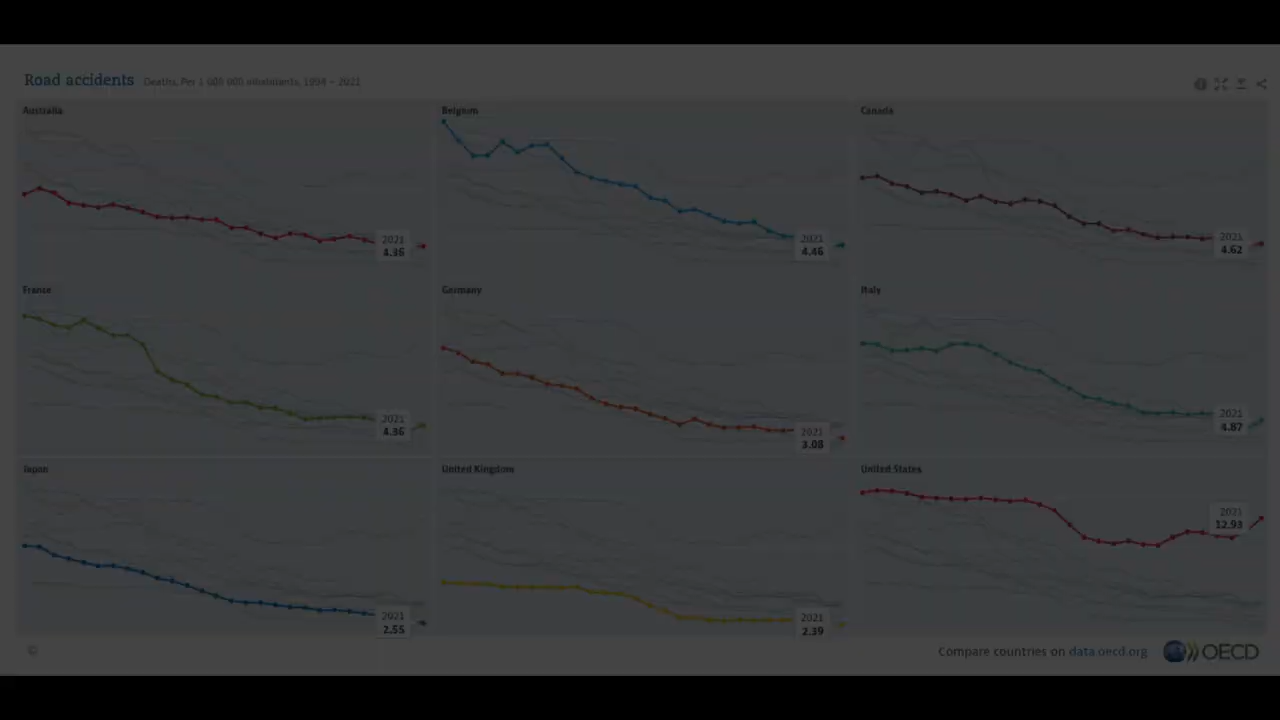 Road accidents Deaths, Per 1 000 000 inhabitants, 1994 – 2021
Australia
Belgium
Canada
2021
4.36
2021
4.46
2021
4.62
France
Germany
Italy
2021
4.36
2021
3.08
2021
4.87
Japan
United Kingdom
United States
2021
2.55
2021
2.39
2021
12.93
©
Compare countries on data.oecd.org
OECD